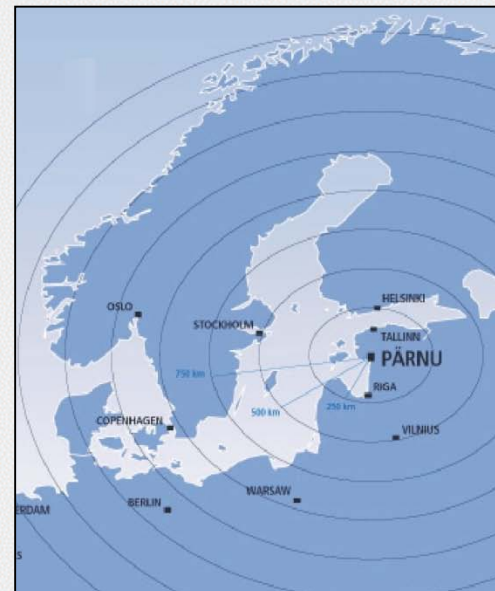 HELSINKI
OSLO
STOCKHOLM
TALLINN
PÄRNU
750 km
RIGA
500 km
250 km
COPENHAGEN
VILNIUS
WARSAW
BERLIN
ERDAM
S